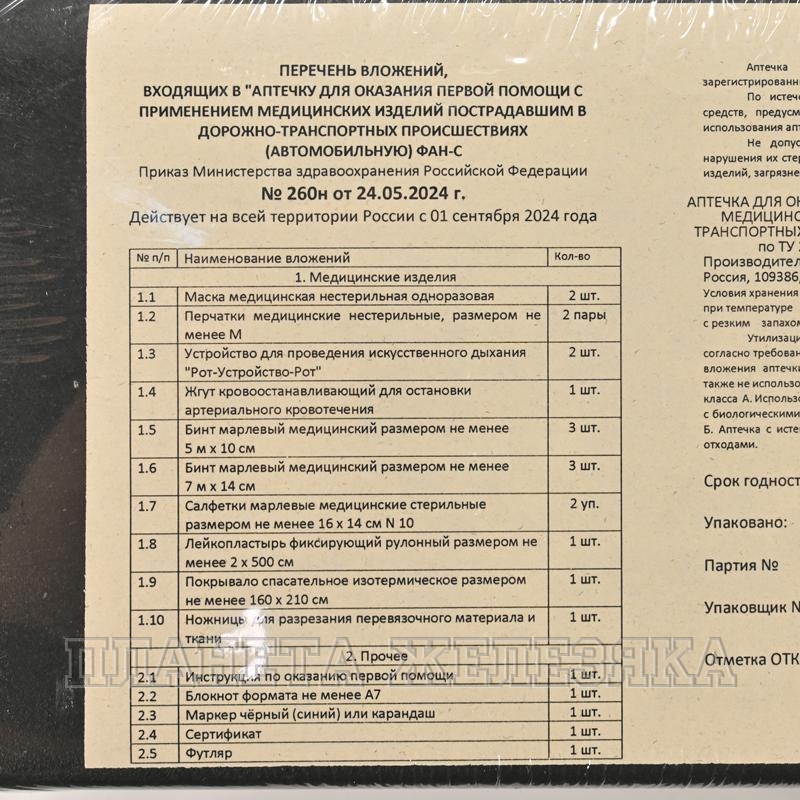 ПЕРЕЧЕНЬ ВЛОЖЕНИЙ,
ВХОДЯЩИХ В "АПТЕЧКУ ДЛЯ ОКАЗАНИЯ ПЕРВОЙ ПОМОЩИ С
ПРИМЕНЕНИЕМ МЕДИЦИНСКИХ ИЗДЕЛИЙ ПОСТРАДАВШИМ В
ДОРОЖНО-ТРАНСПОРТНЫХ ПРОИСШЕСТВИЯХ
(АВТОМОБИЛЬНУЮ) ФАН-С
Приказ Министерства здравоохранения Российской Федерации
№ 260н от 24.05.2024 г.
Действует на всей территории России с 01 сентября 2024 года
№ п/п Наименование вложений Кол-во
1. Медицинские изделия
1.1 Маска медицинская нестерильная одноразовая 2 шт.
1.2 Перчатки медицинские нестерильные, размером не 2 пары
менее М
1.3 Устройство для проведения искусственного дыхания 2 шт.
"Рот-Устройство-Рот"
1.4 Жгут кровоостанавливающий для остановки 1 шт.
артериального кровотечения
1.5 Бинт марлевый медицинский размером не менее 3 шт.
5 м х 10 см
1.6 Бинт марлевый медицинский размером не менее 3 шт.
7 м х 14 см
1.7 Салфетки марлевые медицинские стерильные 2 уп.
размером не менее 16 х 14 см N 10
1.8 Лейкопластырь фиксирующий рулонный размером не 1 шт.
менее 2 х 500 см
1.9 Покрывало спасательное изотермическое размером 1 шт.
не менее 160 х 210 см
1.10 Ножницы для разрезания перевязочного материала и 1 шт.
ткани
2. Прочее
2.1 Инструкция по оказанию первой помощи 1 шт.
2.2 Блокнот формата не менее А7 1 шт.
2.3 Маркер чёрный (синий) или карандаш 1 шт.
2.4 Сертификат 1 шт.
2.5 Футляр 1 шт.
Аптечка
зарегистрированн
По истече
средств, предусм
использования апт
Не допус
нарушения их стер
изделий, загрязне
АПТЕЧКА ДЛЯ ОК
МЕДИЦИНС
ТРАНСПОРТНЫХ
по ТУ
Производител
Россия, 109386,
Условия хранения
при температуре
с резким запахом
Утилизаци
согласно требован
вложения аптечки
также не использо
класса А. Использо
с биологическими
Б. Аптечка с исте
отходами.
Срок годност
Упаковано:
Партия №
Упаковщик №
Отметка ОТК
ПЛАНЕТА ЖЕЛЕЗЯКА